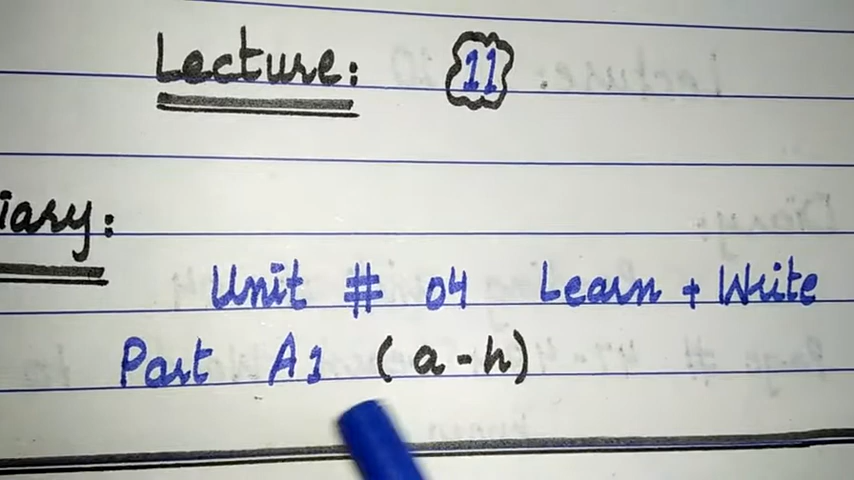 Lecture: 11
iary:
Unit # 04 Learn + Write
Part A1 (a-h)